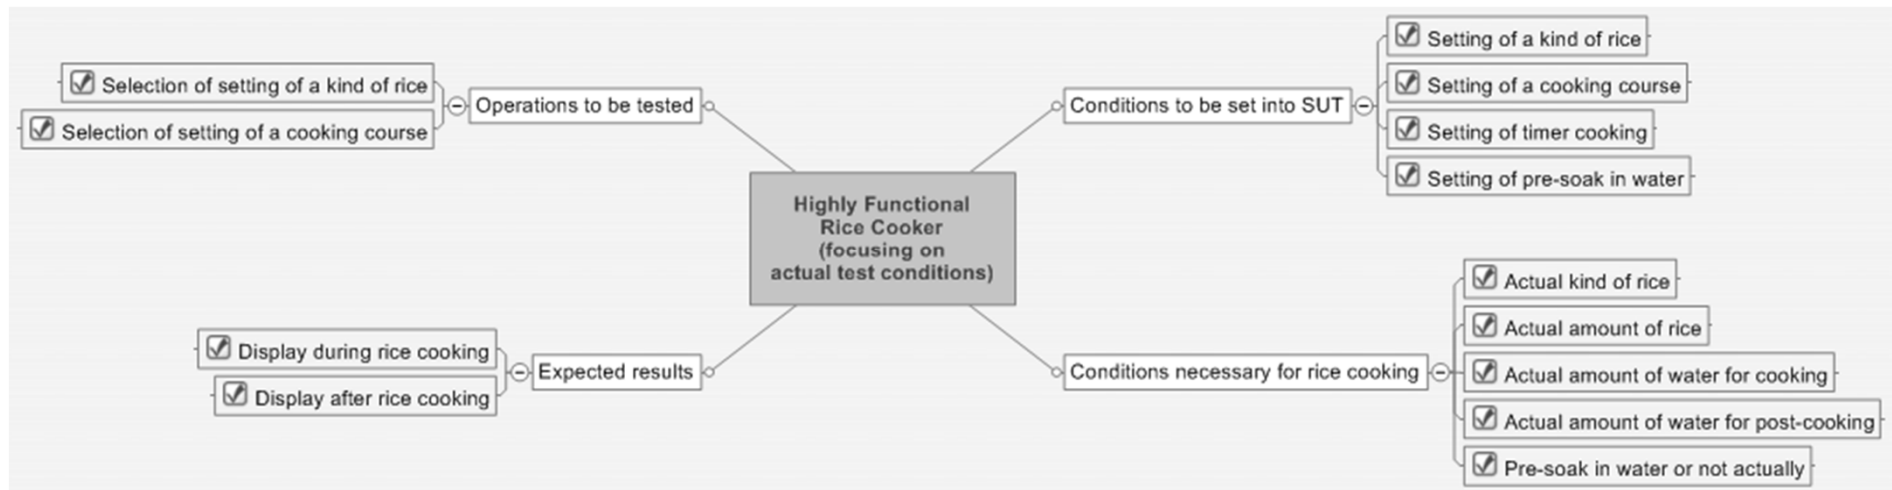 Selection of setting of a kind of rice
Selection of setting of a cooking course
Operations to be tested
Conditions to be set into SUT
Setting of a kind of rice
Setting of a cooking course
Setting of timer cooking
Setting of pre-soak in water
Highly Functional
Rice Cooker
(focusing on
actual test conditions)
Display during rice cooking
Display after rice cooking
Expected results
Conditions necessary for rice cooking
Actual kind of rice
Actual amount of rice
Actual amount of water for cooking
Actual amount of water for post-cooking
Pre-soak in water or not actually